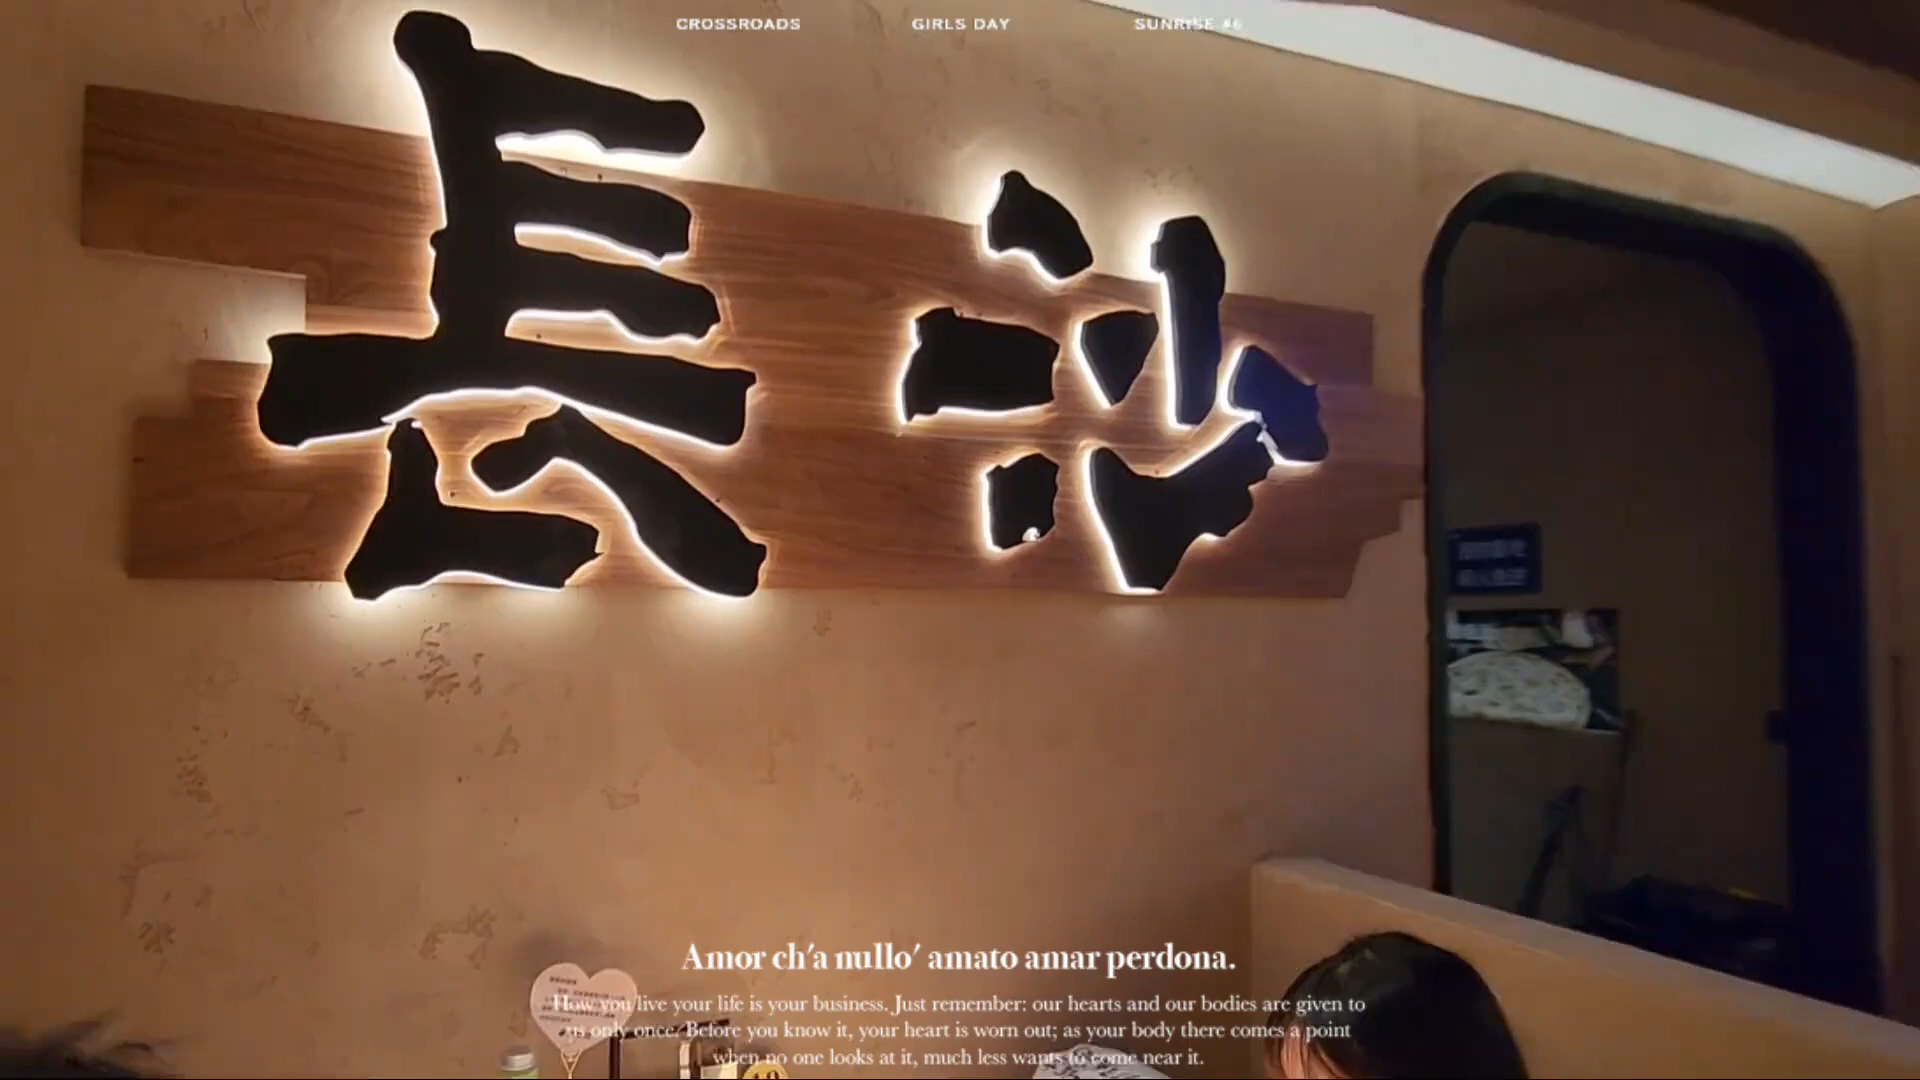 CROSSROADS GIRLS DAY SUNRISE #6
長沙
Amor ch'a nullo' amato amar perdona.
How you live your life is your business. Just remember: our hearts and our bodies are given to
us only once. Before you know it, your heart is worn out; as your body there comes a point
when no one looks at it, much less wants to come near it.